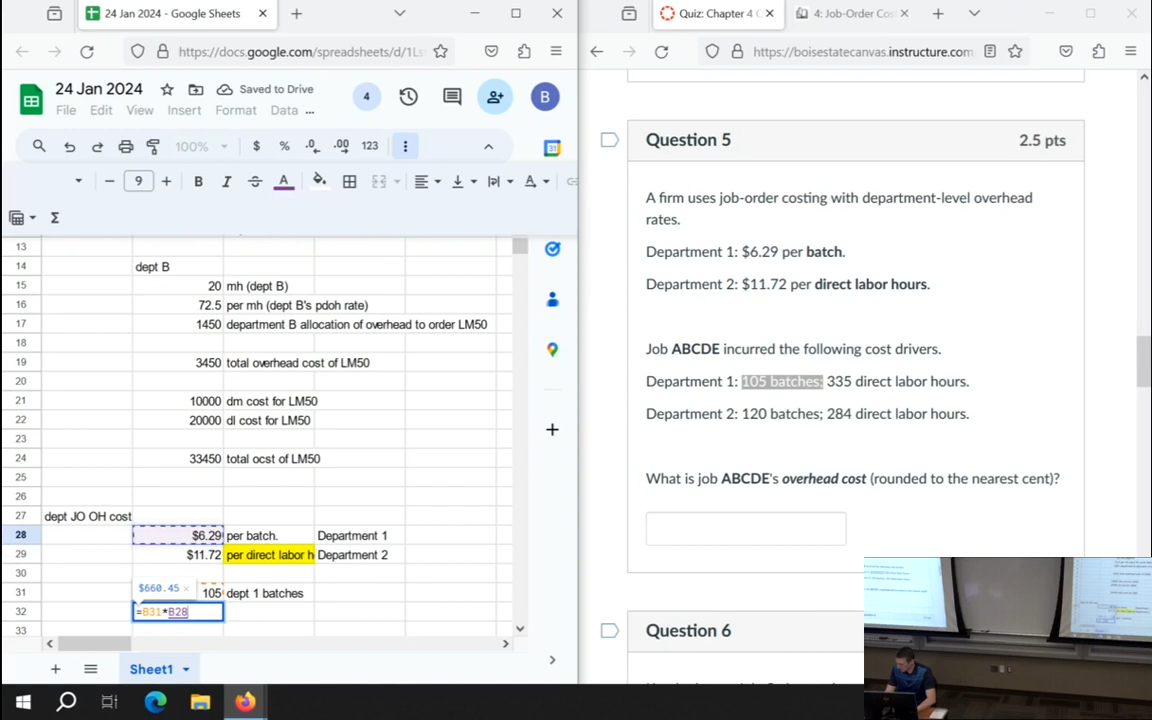 24 Jan 2024 - Google Sheets
https://docs.google.com/spreadsheets/d/1Ls
24 Jan 2024
Saved to Drive
File Edit View Insert Format Data ...
4
B
100%
$ % .0 .00 123
31
9
B I A A
13
14 dept B
15 20 mh (dept B)
16 72.5 per mh (dept B's pdoh rate)
17 1450 department B allocation of overhead to order LM50
18
19 3450 total overhead cost of LM50
20
21 10000 dm cost for LM50
22 20000 dl cost for LM50
23
24 33450 total ocst of LM50
25
26
27 dept JO OH cost
28 $6.29 per batch. Department 1
29 $11.72 per direct labor h Department 2
30
$660.45
31 105 dept 1 batches
32 =B31*B28
33
Sheet1
Quiz: Chapter 4 C
4: Job-Order Co
https://boisestatecanvas.instructure.com
Question 5
2.5 pts
A firm uses job-order costing with department-level overhead
rates.
Department 1: $6.29 per batch.
Department 2: $11.72 per direct labor hours.
Job ABCDE incurred the following cost drivers.
Department 1: 105 batches; 335 direct labor hours.
Department 2: 120 batches; 284 direct labor hours.
What is job ABCDE's overhead cost (rounded to the nearest cent)?
Question 6